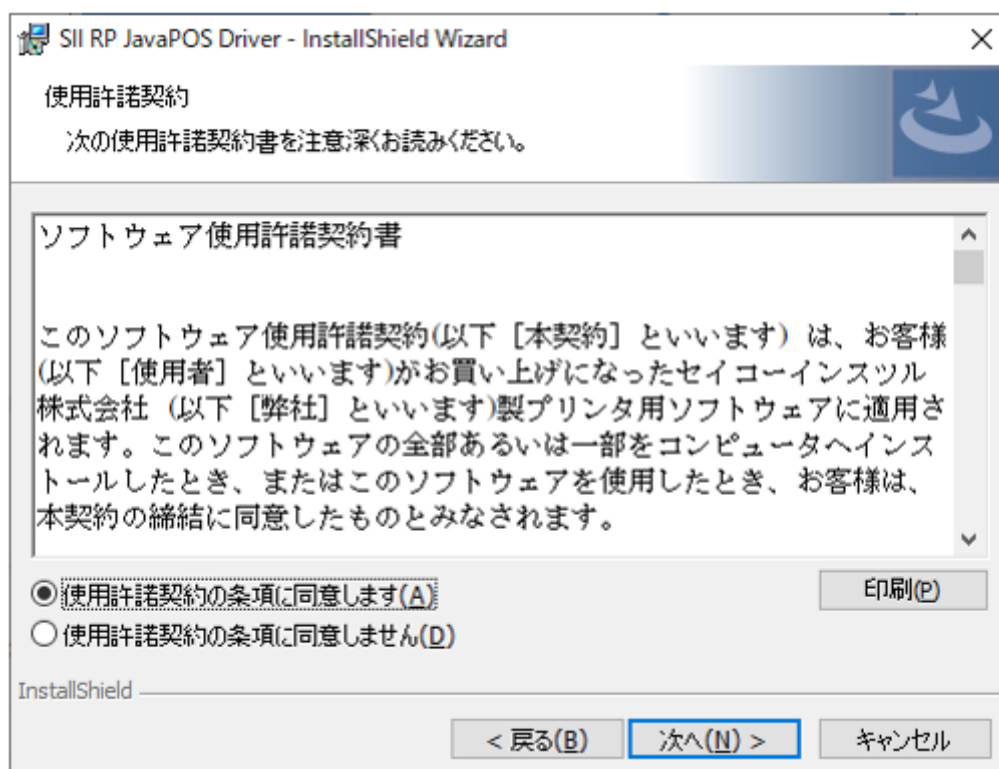 SII RP JavaPOS Driver - InstallShield Wizard
使用許諾契約
次の使用許諾契約書を注意深くお読みください。
ソフトウェア使用許諾契約書
このソフトウェア使用許諾契約(以下［本契約］といいます）は、お客様
(以下［使用者］といいます)がお買い上げになったセイコーインスツル
株式会社（以下［弊社］といいます)製プリンタ用ソフトウェアに適用さ
れます。このソフトウェアの全部あるいは一部をコンピュータへインス
トールしたとき、またはこのソフトウェアを使用したとき、お客様は、
本契約の締結に同意したものとみなされます。
使用許諾契約の条項に同意します(A)
印刷(P)
使用許諾契約の条項に同意しません(D)
InstallShield
< 戻る(B)
次へ(N) >
キャンセル